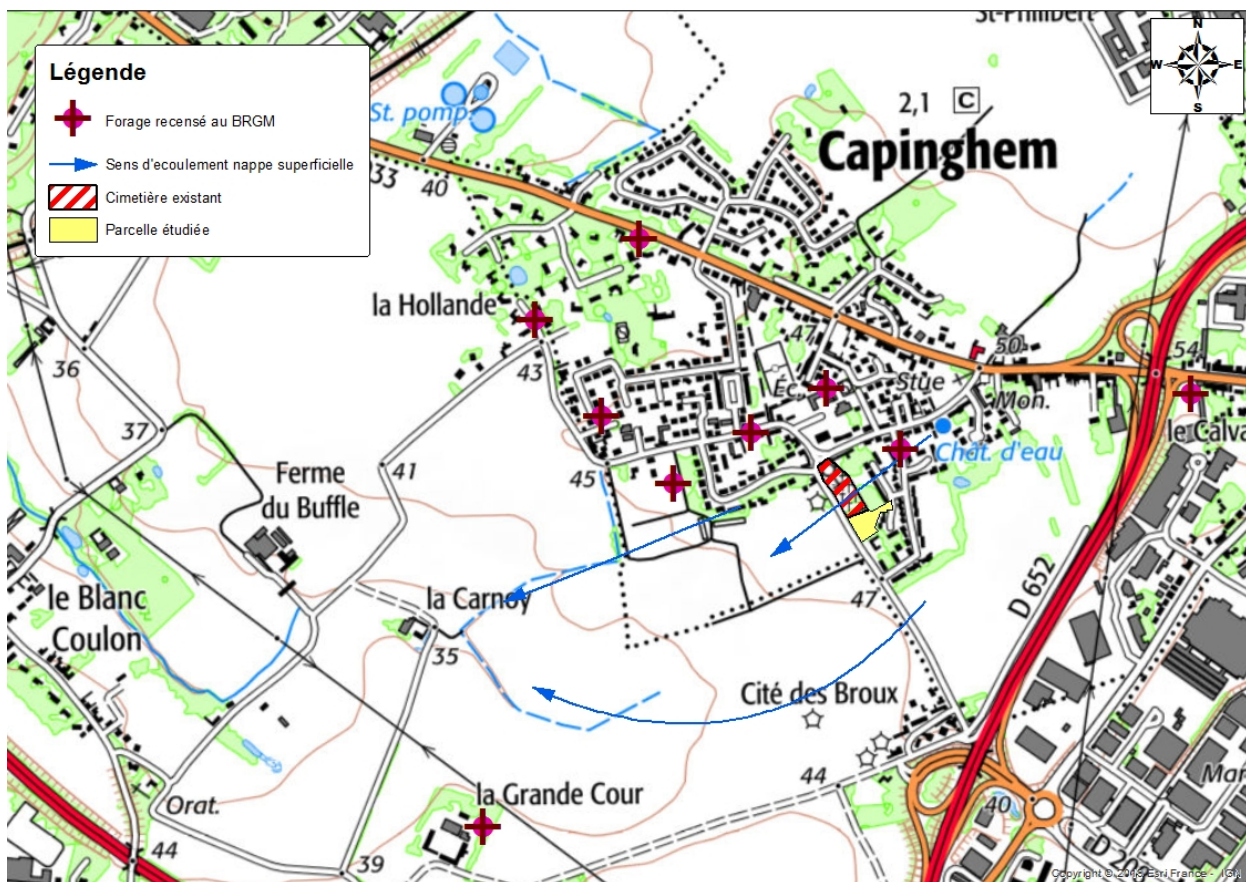 St-Philibert
Légende
Forage recensé au BRGM
Sens d'ecoulement nappe superficielle
Cimetière existant
Parcelle étudiée
N
W
E
S
St. pomp.
2,1 C
Capinghem
33
40
la Hollande
36
43
47
50
54
Éc.
Stue
Mon.
le Calva
Chât. d'eau
37
41
45
Ferme
du Buffle
le Blanc
Coulon
la Carnoy
35
47
D 652
Cité des Broux
44
la Grande Cour
Orat.
40
Mar
44
39
D 20
Copyright © 2013 Esri France - IGN